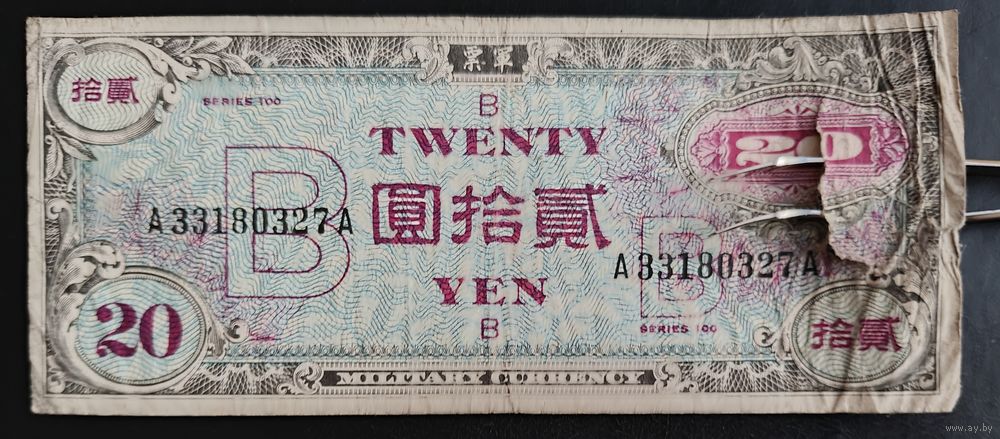 票軍
拾貳
20
SERIES 100
B
TWENTY
B
A33180327A
圓拾貳
A33180327A
B
YEN
B
20
SERIES 100
拾貳
MILITARY CURRENCY
www.ay.by